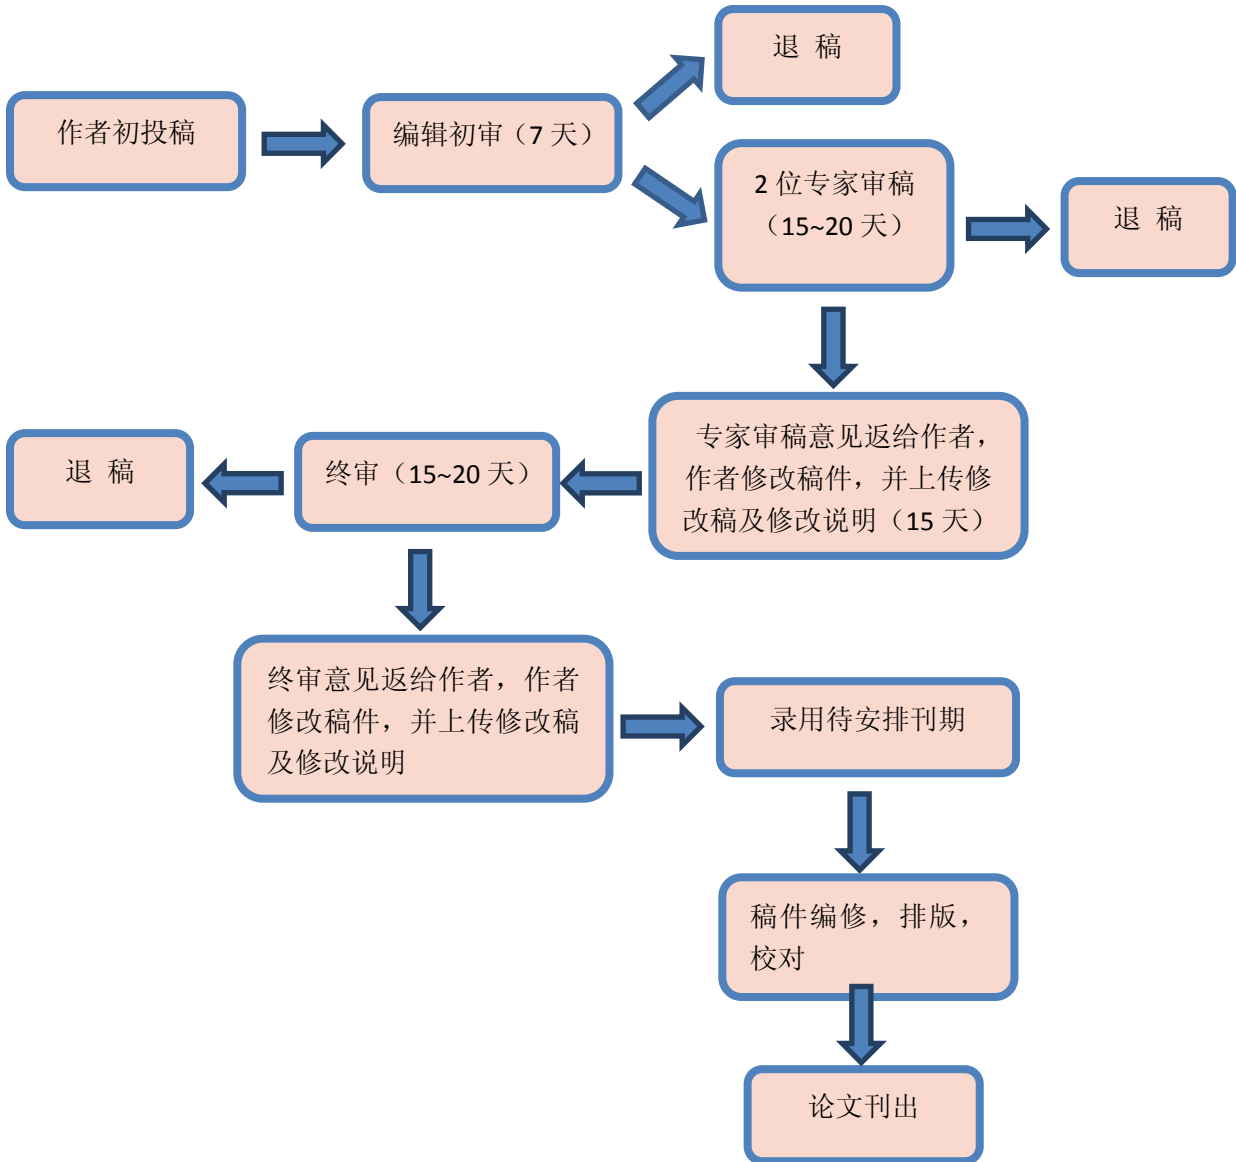 退 稿
作者初投稿
编辑初审（7 天）
2 位专家审稿
（15~20 天）
退 稿
专家审稿意见返给作者，
作者修改稿件，并上传修
改稿及修改说明（15 天）
终审（15~20 天）
退 稿
终审意见返给作者，作者
修改稿件，并上传修改稿
及修改说明
录用待安排刊期
稿件编修，排版，
校对
论文刊出